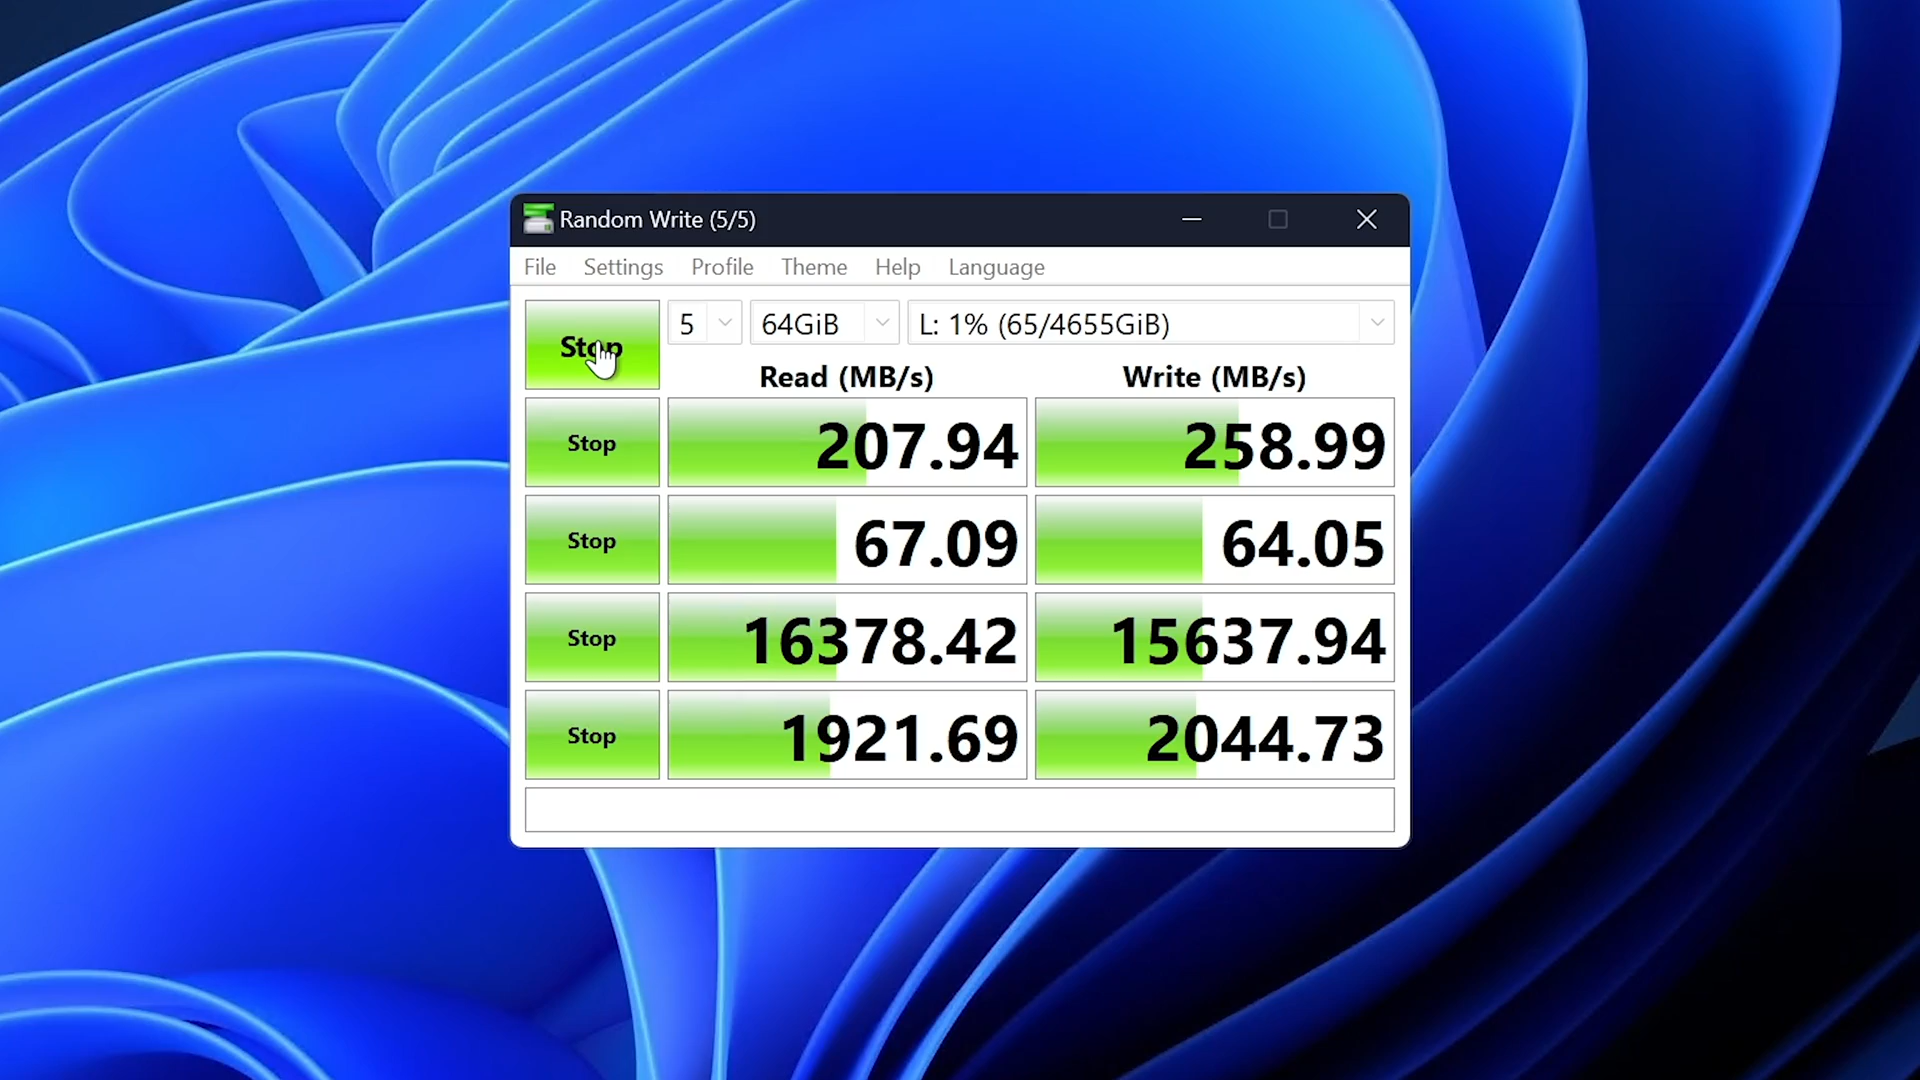 Random Write (5/5)
File Settings Profile Theme Help Language
Stop 5 64GiB L: 1% (65/4655GiB)
Read (MB/s) Write (MB/s)
Stop 207.94 258.99
Stop 67.09 64.05
Stop 16378.42 15637.94
Stop 1921.69 2044.73